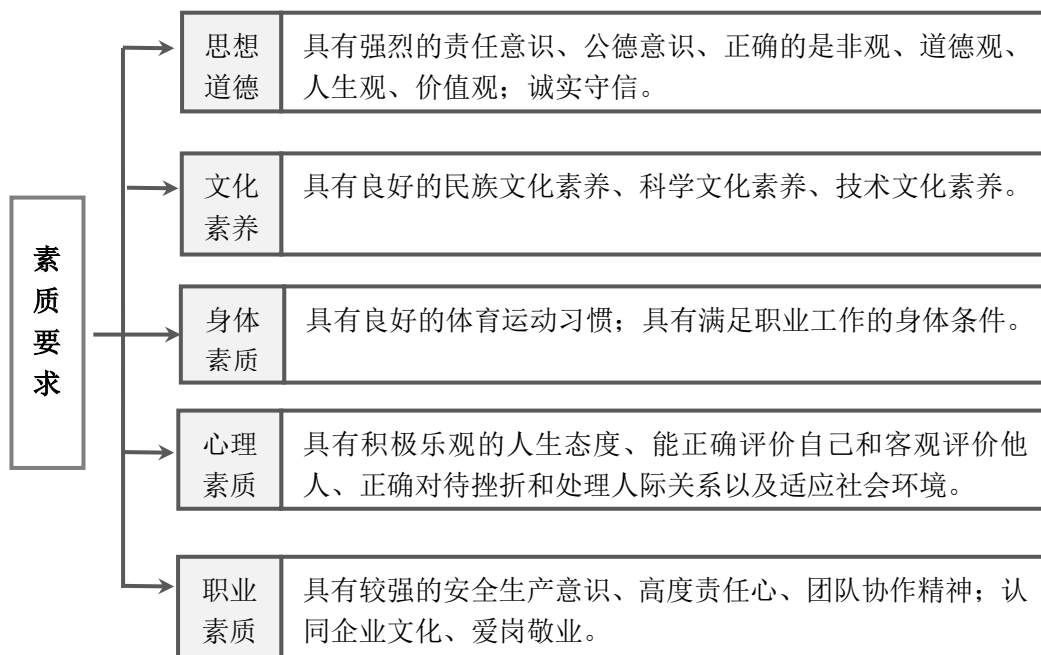 素质要求
思想
道德
具有强烈的责任意识、公德意识、正确的是非观、道德观、
人生观、价值观；诚实守信。
文化
素养
具有良好的民族文化素养、科学文化素养、技术文化素养。
身体
素质
具有良好的体育运动习惯；具有满足职业工作的身体条件。
心理
素质
具有积极乐观的人生态度、能正确评价自己和客观评价他
人、正确对待挫折和处理人际关系以及适应社会环境。
职业
素质
具有较强的安全生产意识、高度责任心、团队协作精神；认
同企业文化、爱岗敬业。